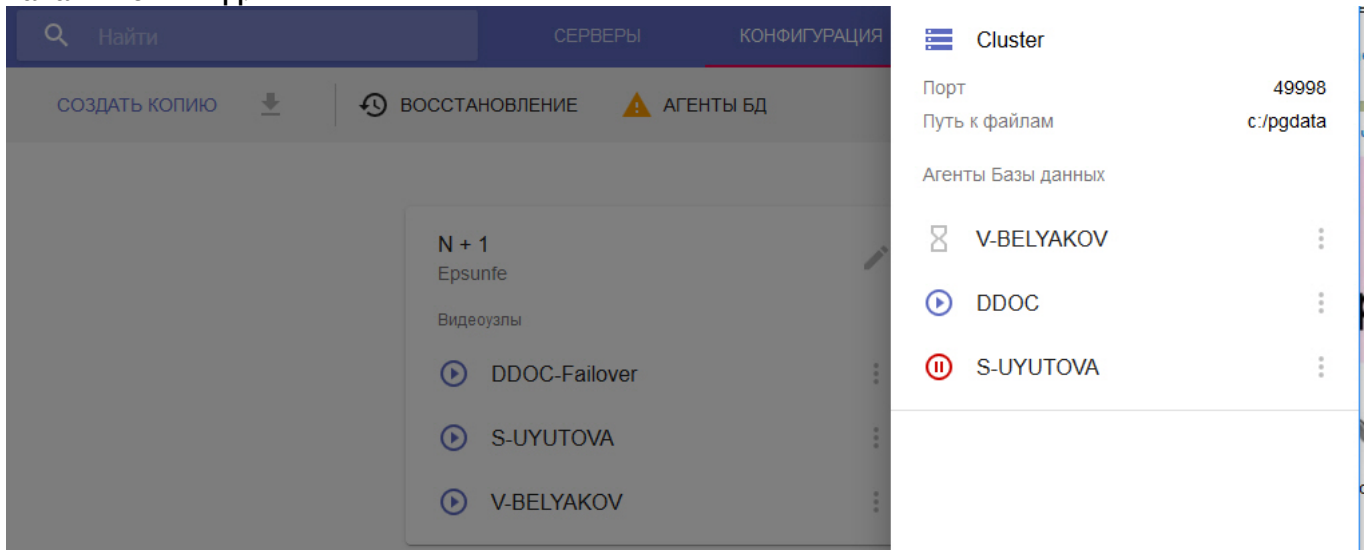 Найти
СЕРВЕРЫ
КОНФИГУРАЦИЯ
СОЗДАТЬ КОПИЮ
ВОССТАНОВЛЕНИЕ
АГЕНТЫ БД
N + 1
Epsunfe
Видеоузлы
DDOC-Failover
S-UYUTOVA
V-BELYAKOV
Cluster
Порт 49998
Путь к файлам c:/pgdata
Агенты Базы данных
V-BELYAKOV
DDOC
S-UYUTOVA